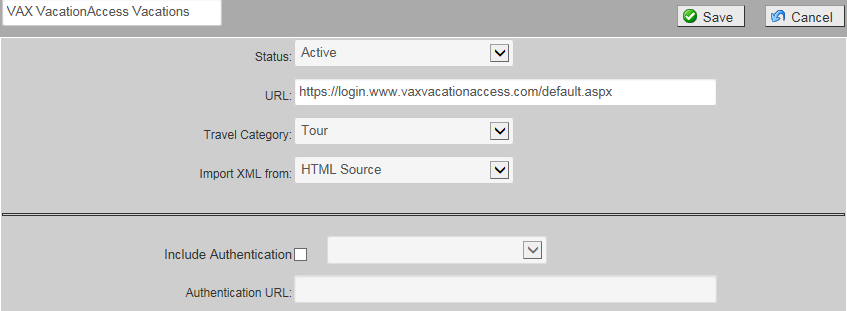 VAX VacationAccess Vacations
Save Cancel
Status: Active
URL: https://login.www.vaxvacationaccess.com/default.aspx
Travel Category: Tour
Import XML from: HTML Source
Include Authentication
Authentication URL: